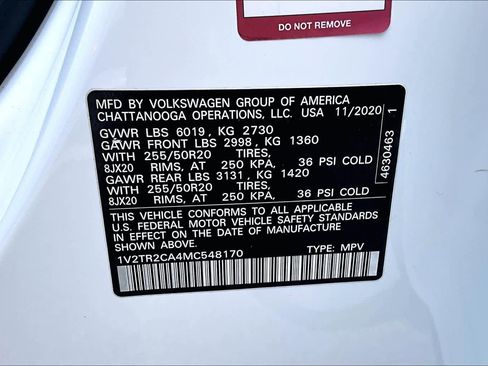 DO NOT REMOVE
MFD. BY VOLKSWAGEN GROUP OF AMERICA
CHATTANOOGA OPERATIONS, LLC. USA 11/2020
GVWR LBS 6019, KG 2730
GAWR FRONT LBS 2998, KG 1360
WITH 255/50R20 TIRES,
8JX20 RIMS, AT 250 KPA, 36 PSI COLD
GAWR REAR LBS 3131, KG 1420
WITH 255/50R20 TIRES,
8JX20 RIMS, AT 250 KPA, 36 PSI COLD
THIS VEHICLE CONFORMS TO ALL APPLICABLE
U.S. FEDERAL MOTOR VEHICLE SAFETY STANDARDS
IN EFFECT ON THE DATE OF MANUFACTURE
SHOWN ABOVE.
1V2TR2CA4MC548170 TYPE: MPV
4630463 1